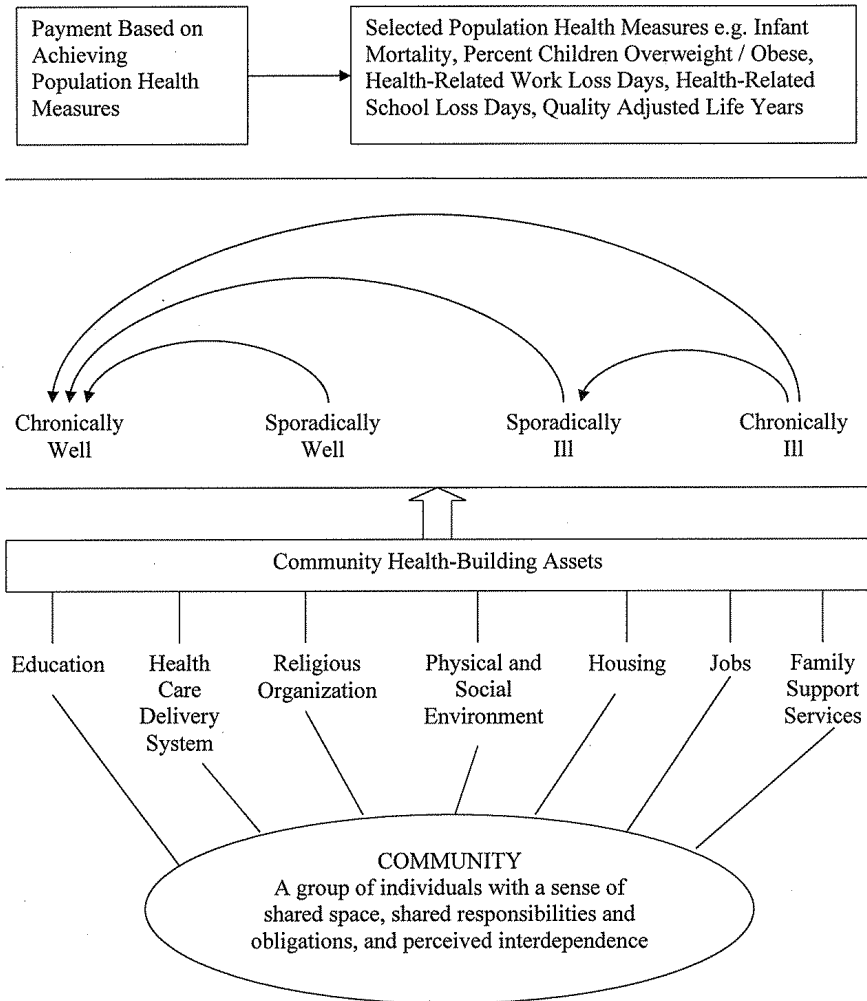 Payment Based on
Achieving
Population Health
Measures
Selected Population Health Measures e.g. Infant
Mortality, Percent Children Overweight / Obese,
Health-Related Work Loss Days, Health-Related
School Loss Days, Quality Adjusted Life Years
Chronically
Well
Sporadically
Well
Sporadically
Ill
Chronically
Ill
Community Health-Building Assets
Education
Health
Care
Delivery
System
Religious
Organization
Physical and
Social
Environment
Housing
Jobs
Family
Support
Services
COMMUNITY
A group of individuals with a sense of
shared space, shared responsibilities and
obligations, and perceived interdependence